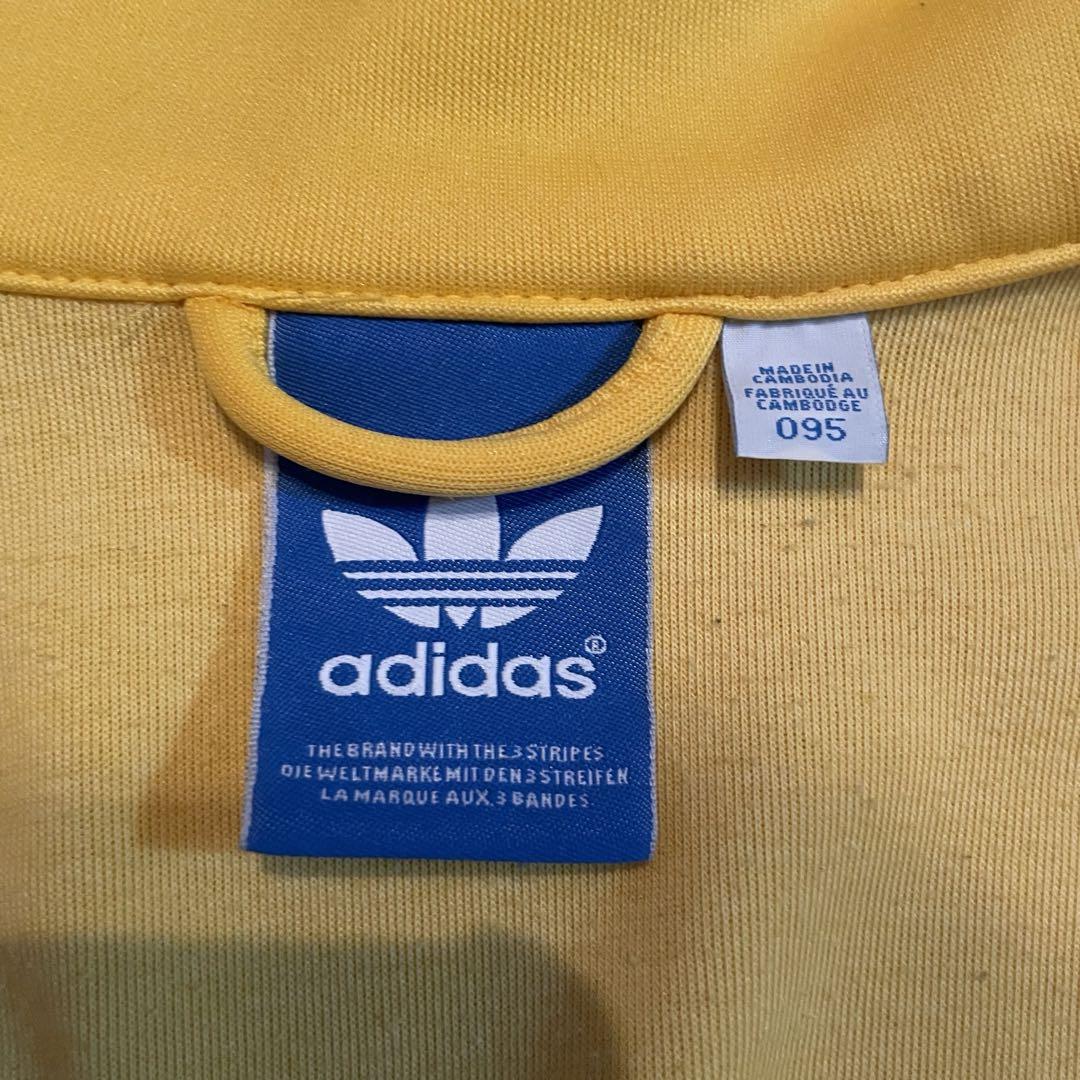 MADE IN
CAMBODIA
FABRIQUÉ AU
CAMBODGE
095
adidas®
THE BRAND WITH THE 3 STRIPES
DIE WELTMARKE MIT DEN 3 STREIFEN
LA MARQUE AUX 3 BANDES